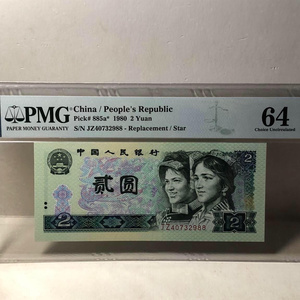 PMG
PAPER MONEY GUARANTY
China / People's Republic
Pick# 885a* 1980 2 Yuan
S/N JZ40732988 - Replacement / Star
64
Choice Uncirculated
中国人民银行
2
贰圆
2
JZ40732988